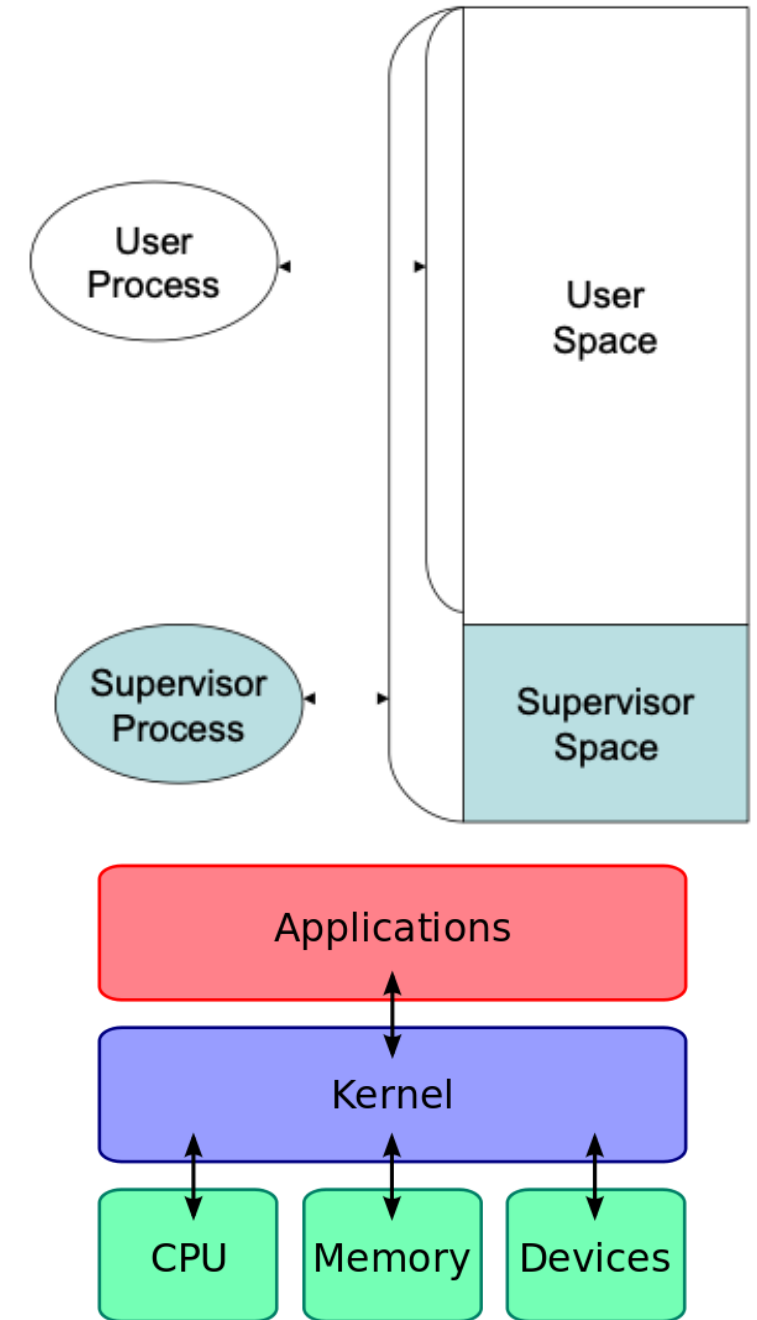 User
Process
User
Space
Supervisor
Process
Supervisor
Space
Applications
Kernel
CPU
Memory
Devices